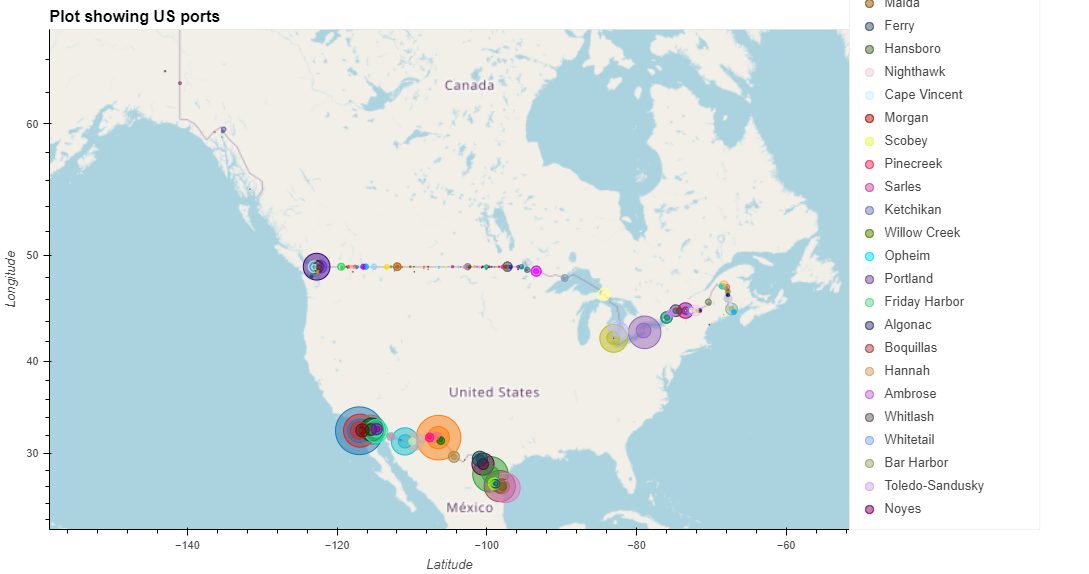 Plot showing US ports
Canada
United States
México
60
50
40
30
Longitude
−140
−120
−100
−80
−60
Latitude
Maida
Ferry
Hansboro
Nighthawk
Cape Vincent
Morgan
Scobey
Pinecreek
Sarles
Ketchikan
Willow Creek
Opheim
Portland
Friday Harbor
Algonac
Boquillas
Hannah
Ambrose
Whitlash
Whitetail
Bar Harbor
Toledo-Sandusky
Noyes